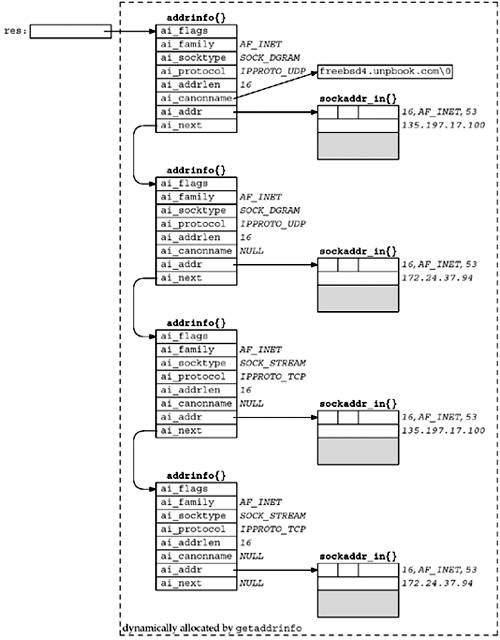 addrinfo{}
res:
ai_flags
ai_family AF_INET
ai_socktype SOCK_DGRAM
ai_protocol IPPROTO_UDP
freebsd4.unpbook.com\0
ai_addrlen 16
ai_canonname
sockaddr_in{}
ai_addr
16,AF_INET,53
ai_next
135.197.17.100
addrinfo{}
ai_flags
ai_family AF_INET
ai_socktype SOCK_DGRAM
ai_protocol IPPROTO_UDP
ai_addrlen 16
ai_canonname NULL
sockaddr_in{}
ai_addr
16,AF_INET,53
ai_next
172.24.37.94
addrinfo{}
ai_flags
ai_family AF_INET
ai_socktype SOCK_STREAM
ai_protocol IPPROTO_TCP
ai_addrlen 16
ai_canonname NULL
sockaddr_in{}
ai_addr
16,AF_INET,53
ai_next
135.197.17.100
addrinfo{}
ai_flags
ai_family AF_INET
ai_socktype SOCK_STREAM
ai_protocol IPPROTO_TCP
ai_addrlen 16
ai_canonname NULL
sockaddr_in{}
ai_addr
16,AF_INET,53
ai_next NULL
172.24.37.94
dynamically allocated by getaddrinfo